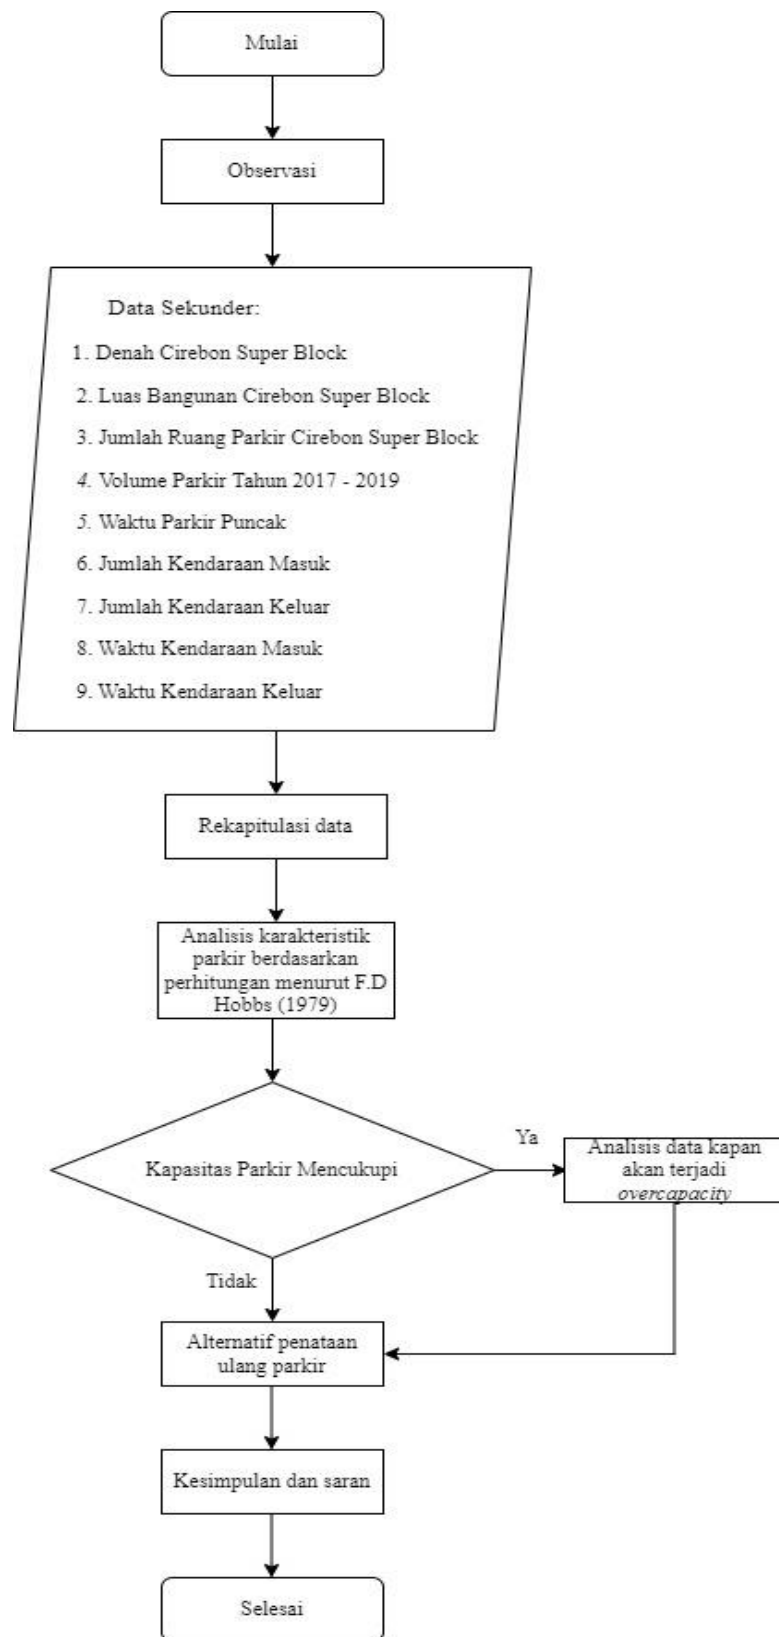 Mulai
Observasi
Data Sekunder:
1. Denah Cirebon Super Block
2. Luas Bangunan Cirebon Super Block
3. Jumlah Ruang Parkir Cirebon Super Block
4. Volume Parkir Tahun 2017 - 2019
5. Waktu Parkir Puncak
6. Jumlah Kendaraan Masuk
7. Jumlah Kendaraan Keluar
8. Waktu Kendaraan Masuk
9. Waktu Kendaraan Keluar
Rekapitulasi data
Analisis karakteristik
parkir berdasarkan
perhitungan menurut F.D
Hobbs (1979)
Kapasitas Parkir Mencukupi
Ya
Analisis data kapan
akan terjadi
overcapacity
Tidak
Alternatif penataan
ulang parkir
Kesimpulan dan saran
Selesai